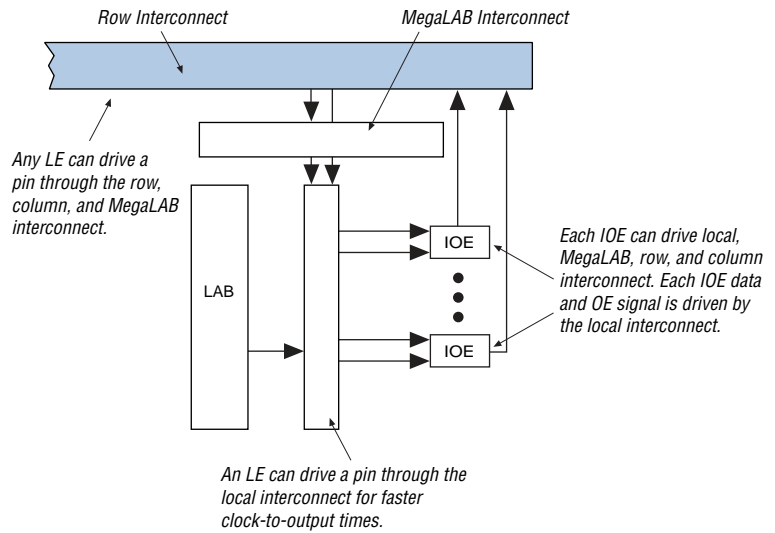 Row Interconnect
MegaLAB Interconnect
Any LE can drive a
pin through the row,
column, and MegaLAB
interconnect.
LAB
IOE
IOE
Each IOE can drive local,
MegaLAB, row, and column
interconnect. Each IOE data
and OE signal is driven by
the local interconnect.
An LE can drive a pin through the
local interconnect for faster
clock-to-output times.